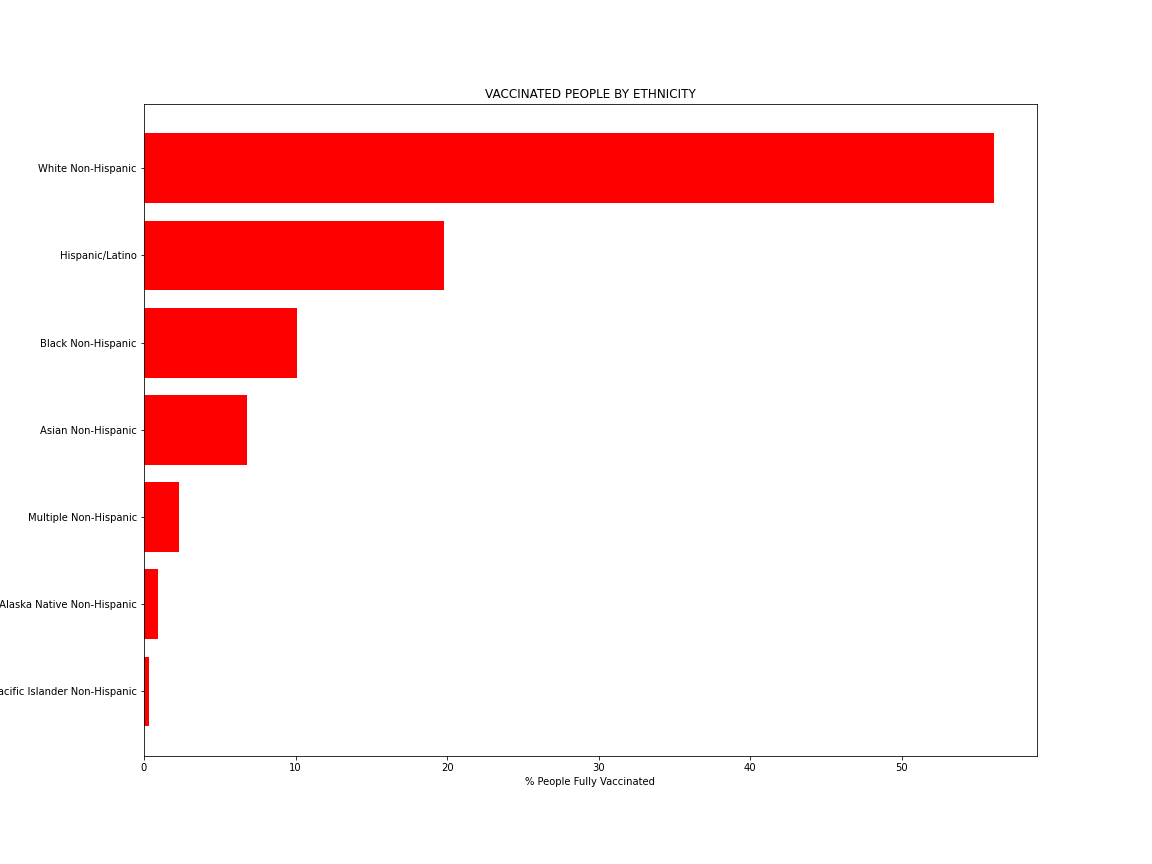 VACCINATED PEOPLE BY ETHNICITY
White Non-Hispanic
Hispanic/Latino
Black Non-Hispanic
Asian Non-Hispanic
Multiple Non-Hispanic
Alaska Native Non-Hispanic
acific Islander Non-Hispanic
0 10 20 30 40 50
% People Fully Vaccinated